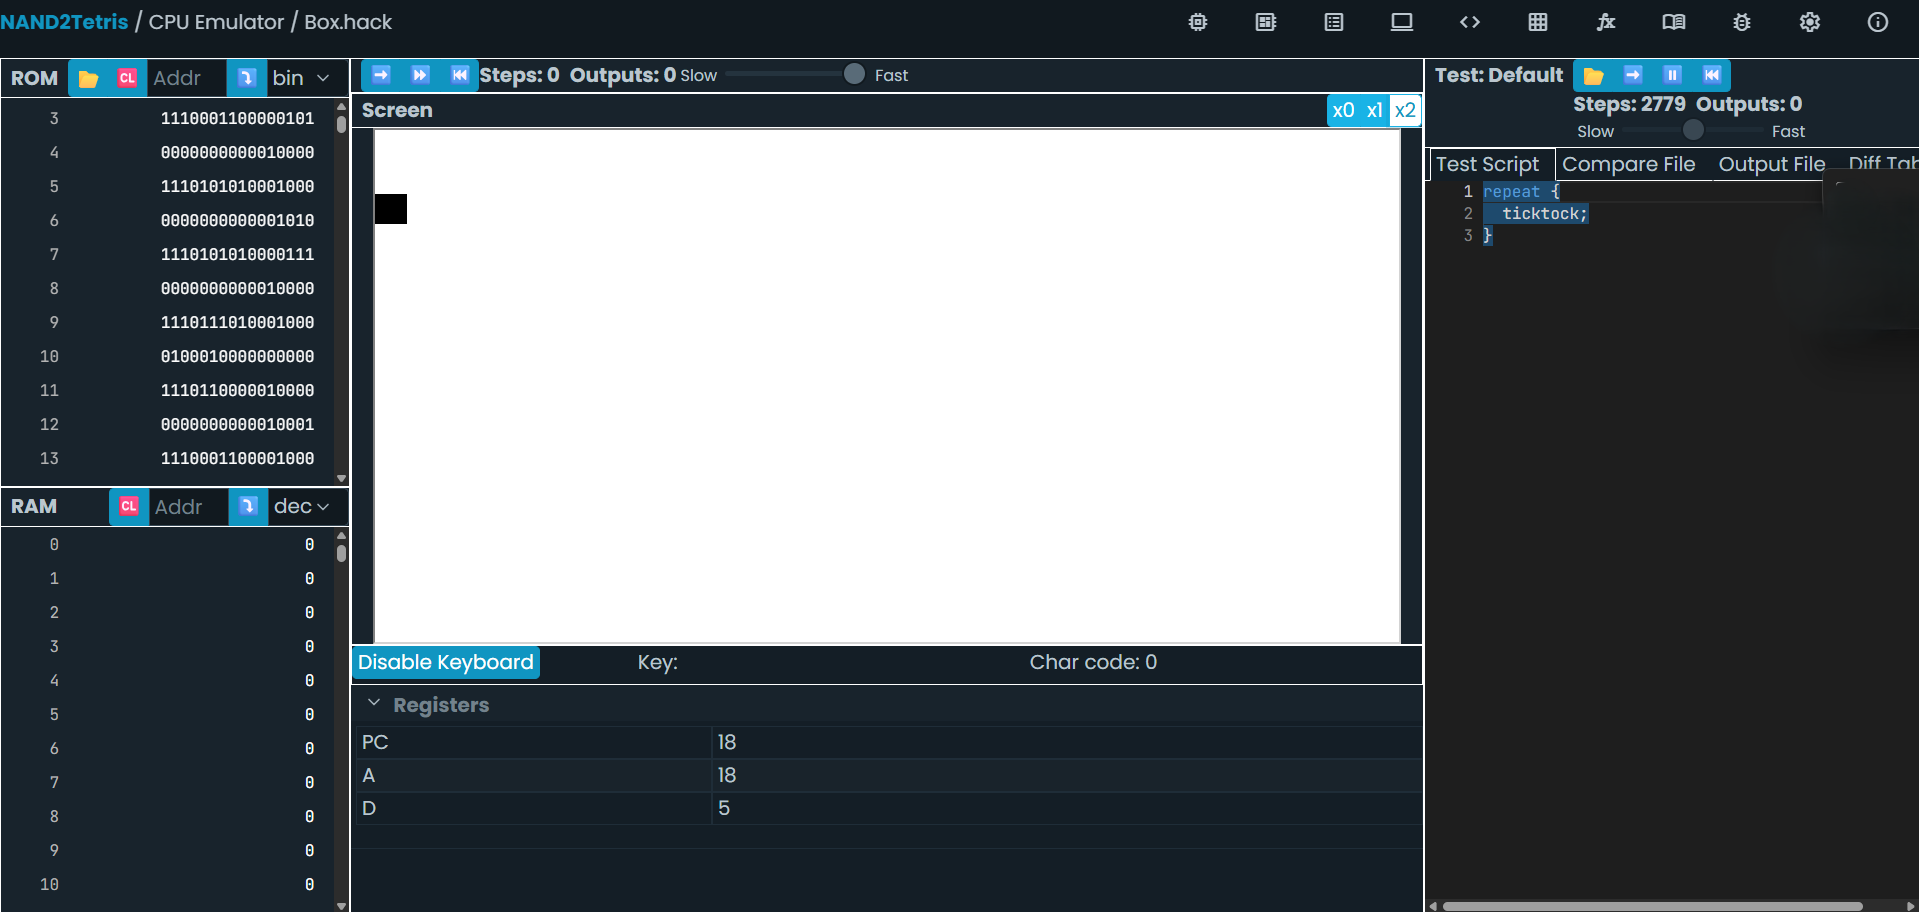 NAND2Tetris / CPU Emulator / Box.hack
ROM CL Addr bin
3 1110001100000101
4 0000000000010000
5 1110101010001000
6 0000000000001010
7 1110101010000111
8 0000000000010000
9 1110111010001000
10 0100010000000000
11 1110110000010000
12 0000000000010001
13 1110001100001000
RAM CL Addr dec
0 0
1 0
2 0
3 0
4 0
5 0
6 0
7 0
8 0
9 0
10 0
Steps: 0 Outputs: 0 Slow Fast
Screen x0 x1 x2
Disable Keyboard Key: Char code: 0
Registers
PC 18
A 18
D 5
Test: Default
Steps: 2779 Outputs: 0
Slow Fast
Test Script Compare File Output File Diff Tab
1 repeat {
2 ticktock;
3 }